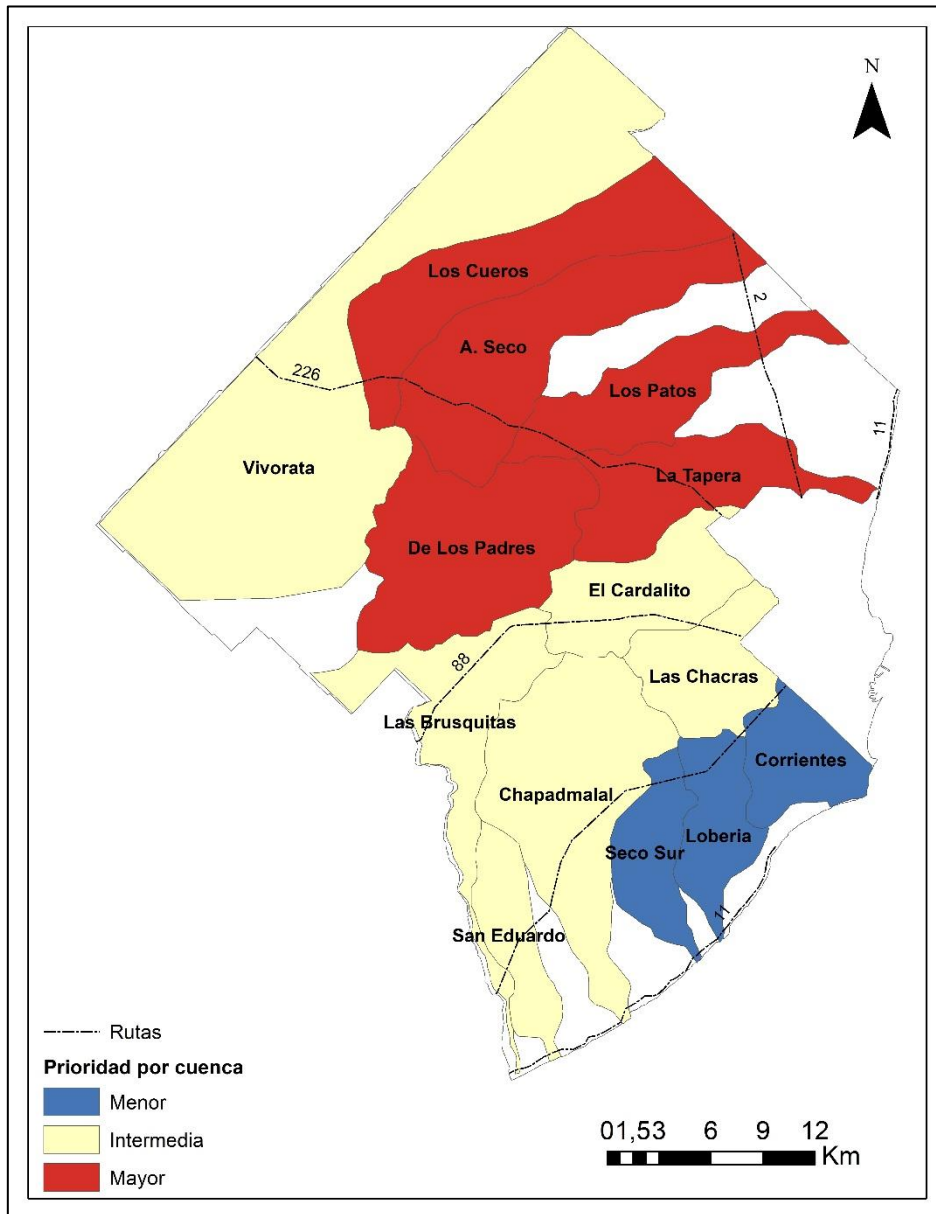 N
Los Cueros
2
A. Seco
226
Los Patos
11
Vivorata
La Tapera
De Los Padres
El Cardalito
88
Las Chacras
Las Brusquitas
Corrientes
Chapadmalal
Loberia
Seco Sur
11
San Eduardo
Rutas
Prioridad por cuenca
Menor
Intermedia
Mayor
01,53 6 9 12
Km